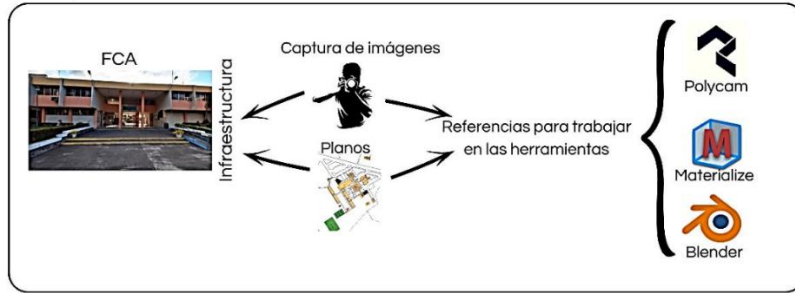 FCA
Infraestructura
Captura de imágenes
Planos
Referencias para trabajar
en las herramientas
Polycam
M
Materialize
Blender